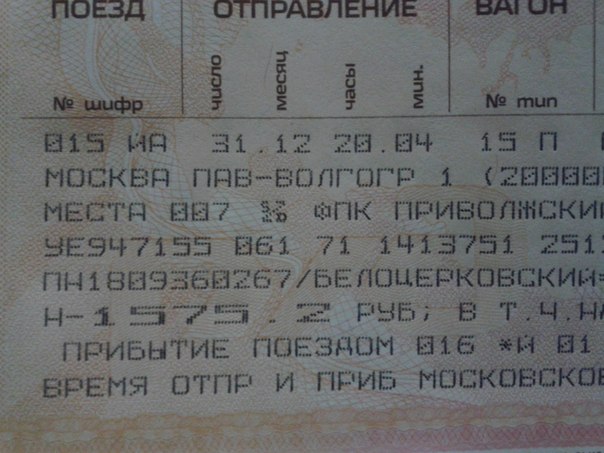 ПОЕЗД ОТПРАВЛЕНИЕ ВАГОН
№ шифр число месяц часы мин. № тип
015 ЙА 31.12 20.04 15 П
МОСКВА ПАВ-ВОЛГОГР 1 (20000
МЕСТА 007 ФПК ПРИВОЛЖСКИ
УЕ947155 061 71 1413751 251
ПН1809360267/БЕЛОЦЕРКОВСКИЙ=
Н-1575.2 РУБ; В Т.Ч.Н
ПРИБЫТИЕ ПОЕЗДОМ 016 *И 01
ВРЕМЯ ОТПР И ПРИБ МОСКОВСКО